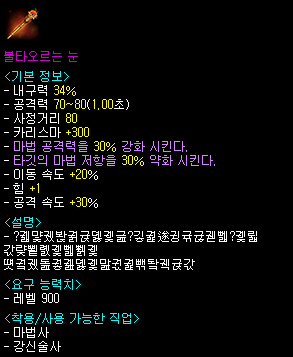 불타오르는 눈
<기본 정보>
- 내구력 34%
- 공격력 70~80(1.00초)
- 사정거리 80
- 카리스마 +300
- 마법 공격력을 30% 강화 시킨다.
- 타깃의 마법 저항을 30% 약화 시킨다.
- 이동 속도 +20%
- 힘 +1
- 공격 속도 +30%
<설명>
<요구 능력치>
- 레벨 900
<착용/사용 가능한 직업>
- 마법사
- 강신술사